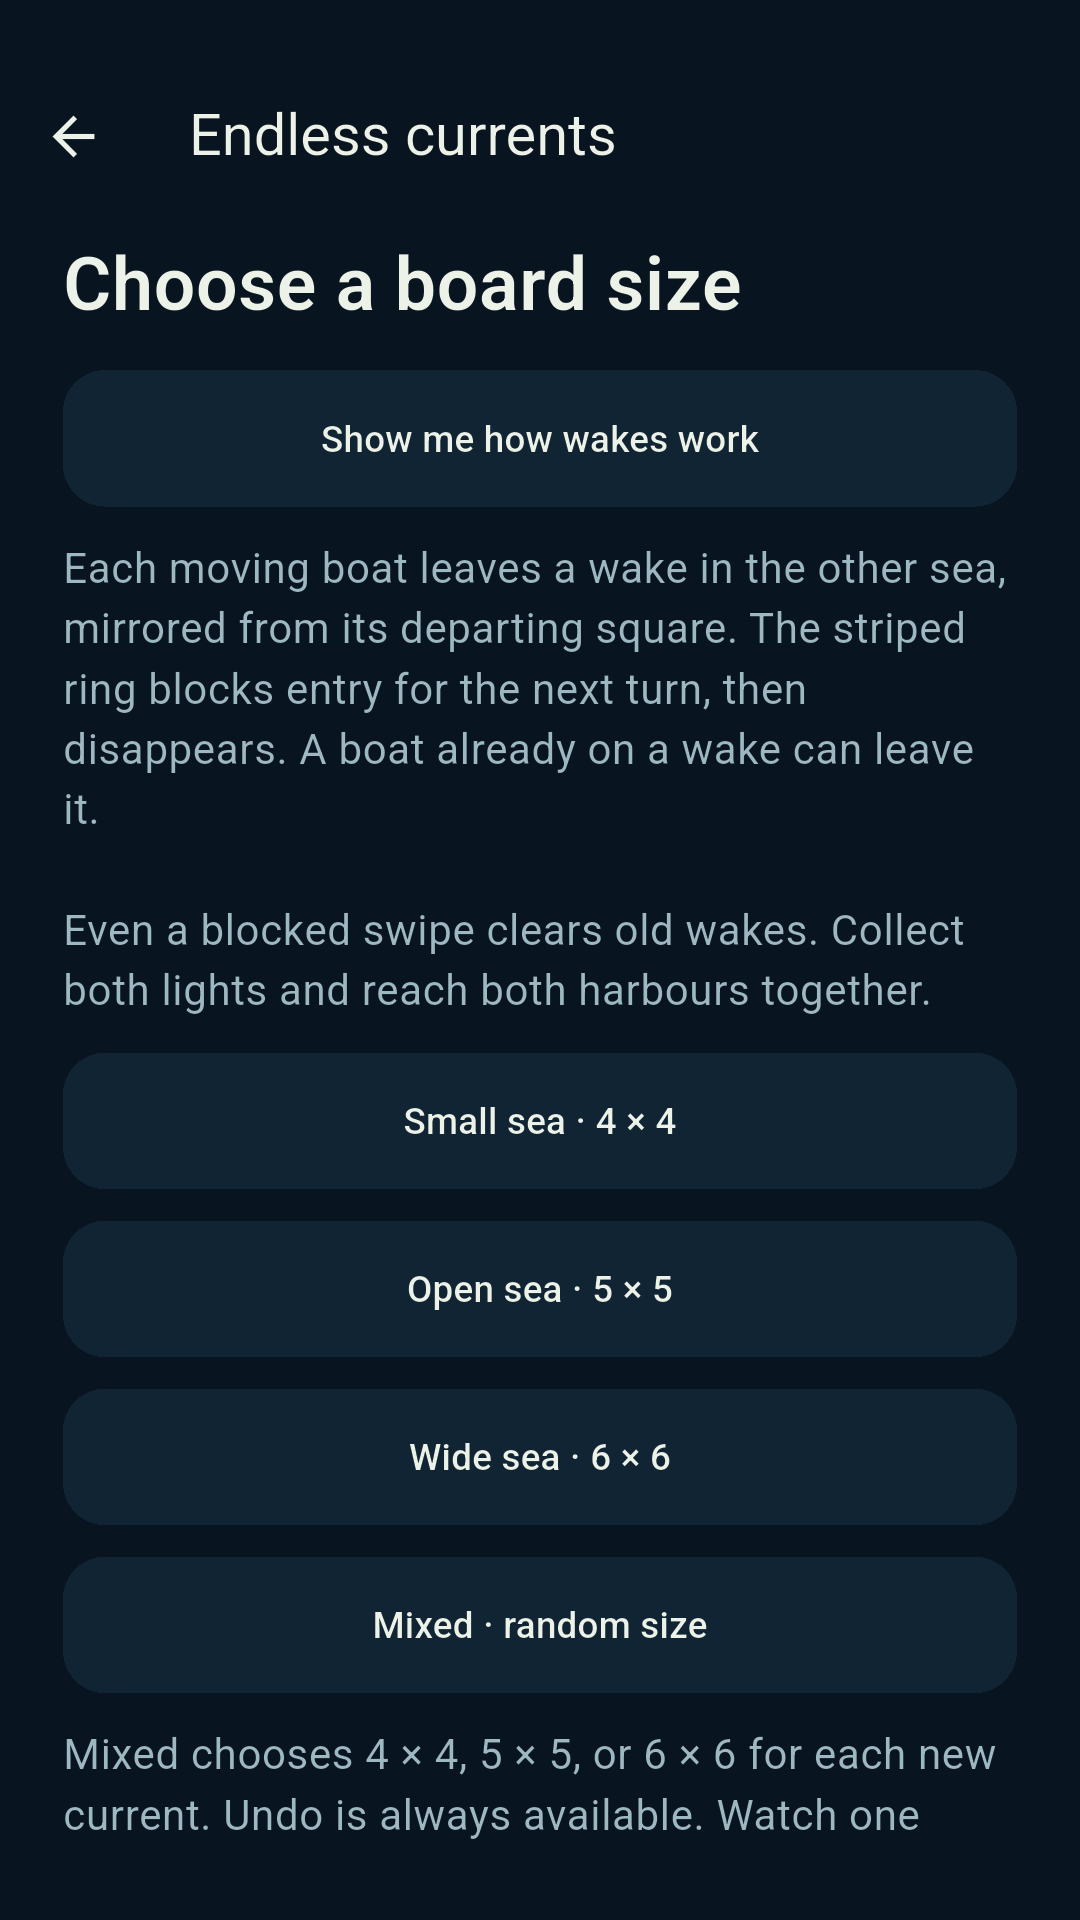 Endless currents
Choose a board size
Show me how wakes work
Each moving boat leaves a wake in the other sea,
mirrored from its departing square. The striped
ring blocks entry for the next turn, then
disappears. A boat already on a wake can leave
it.
Even a blocked swipe clears old wakes. Collect
both lights and reach both harbours together.
Small sea · 4 × 4
Open sea · 5 × 5
Wide sea · 6 × 6
Mixed · random size
Mixed chooses 4 × 4, 5 × 5, or 6 × 6 for each new
current. Undo is always available. Watch one